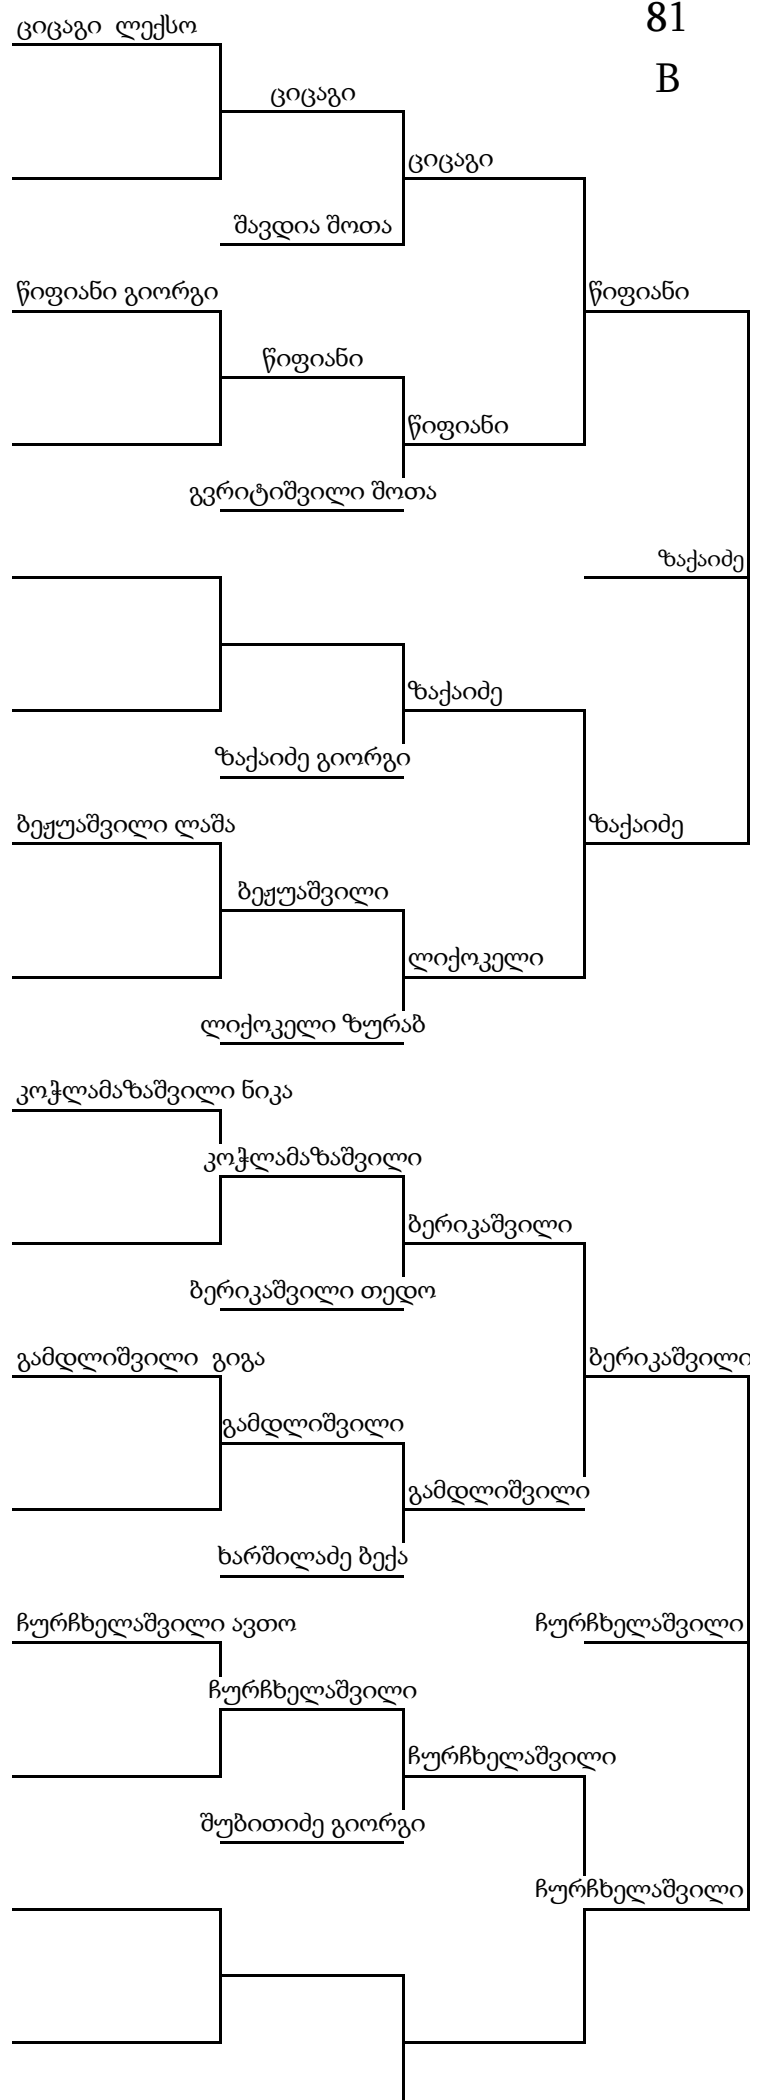 81
B
ციცაგი ლექსო
ციცაგი
ციცაგი
შავდია შოთა
წიფიანი გიორგი
წიფიანი
წიფიანი
წიფიანი
გვრიტიშვილი შოთა
ზაქაიძე
ზაქაიძე
ზაქაიძე გიორგი
ბეჟუაშვილი ლაშა
ზაქაიძე
ბეჟუაშვილი
ლიქოკელი
ლიქოკელი ზურაბ
კოჭლამაზაშვილი ნიკა
კოჭლამაზაშვილი
ბერიკაშვილი
ბერიკაშვილი თედო
გამდლიშვილი გიგა
ბერიკაშვილი
გამდლიშვილი
გამდლიშვილი
ხარშილაძე ბექა
ჩურჩხელაშვილი ავთო
ჩურჩხელაშვილი
ჩურჩხელაშვილი
ჩურჩხელაშვილი
შუბითიძე გიორგი
ჩურჩხელაშვილი